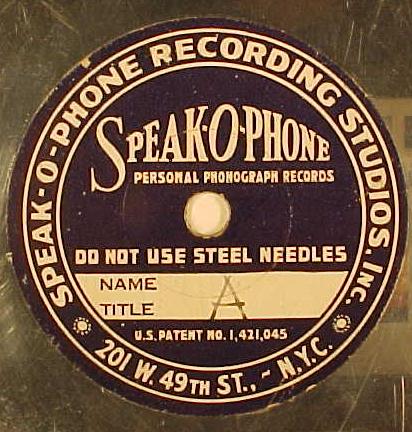 SPEAK-O-PHONE RECORDING STUDIOS, INC.
SPEAK-O-PHONE
PERSONAL PHONOGRAPH RECORDS
DO NOT USE STEEL NEEDLES
NAME
TITLE A
U.S. PATENT NO. 1,421,045
201 W. 49TH ST., ~ N.Y.C.